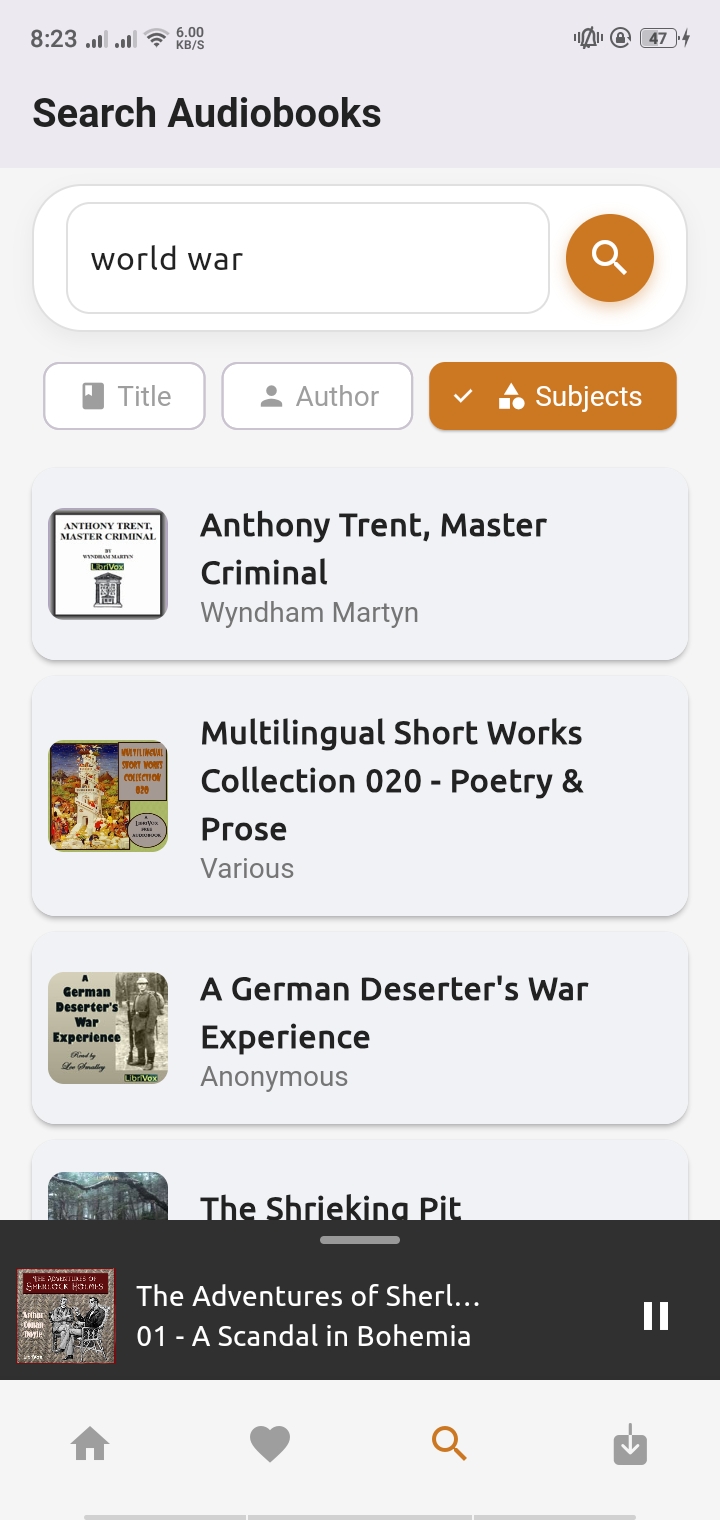 8:23
6.00
KB/S
47
Search Audiobooks
world war
Title
Author
Subjects
ANTHONY TRENT,
MASTER CRIMINAL
BY
WYNDHAM MARTYN
LibriVox
Anthony Trent, Master
Criminal
Wyndham Martyn
MULTILINGUAL
SHORT WORKS
COLLECTION
020
A
LIBRIVOX
FREE
AUDIOBOOK
Multilingual Short Works
Collection 020 - Poetry &
Prose
Various
A
German
Deserter's
War
Experience
Read by
Lee Smalley
LibriVox
A German Deserter's War
Experience
Anonymous
The Shrieking Pit
THE ADVENTURES OF
SHERLOCK HOLMES
Arthur
Conan
Doyle
The Adventures of Sherl...
01 - A Scandal in Bohemia